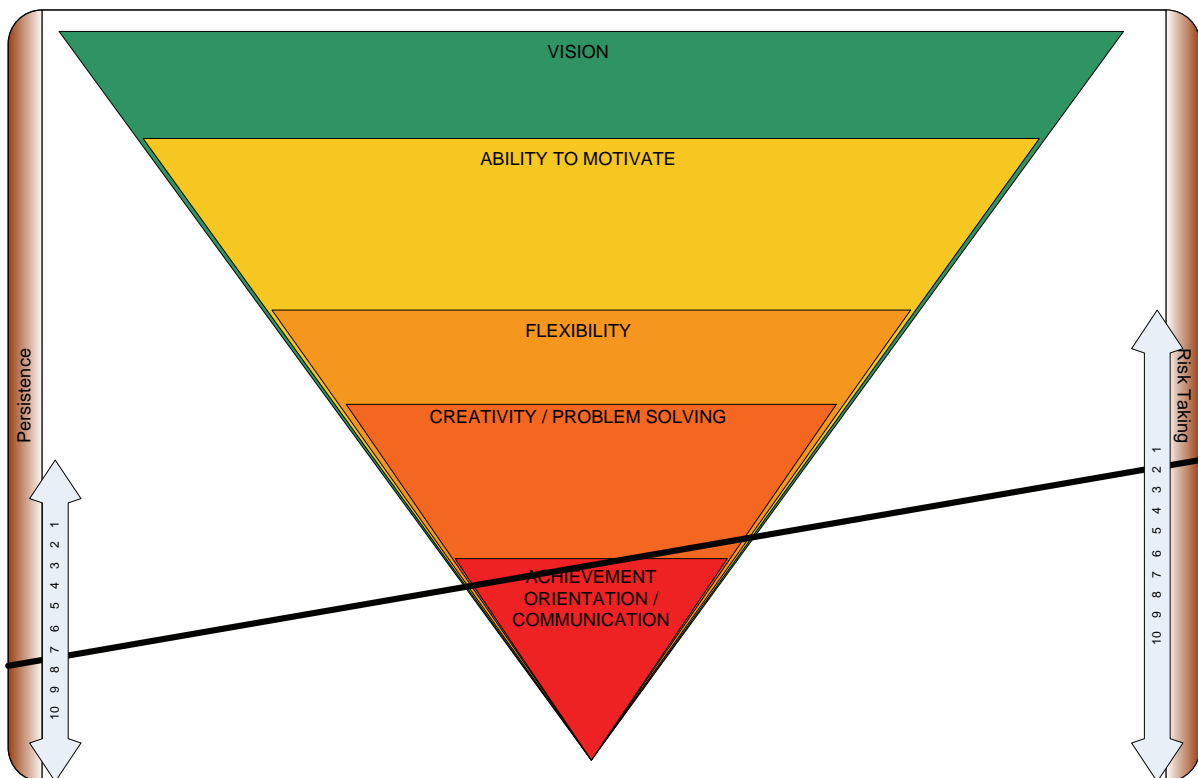 VISION
ABILITY TO MOTIVATE
FLEXIBILITY
CREATIVITY / PROBLEM SOLVING
ACHIEVEMENT
ORIENTATION /
COMMUNICATION
Persistence
10 9 8 7 6 5 4 3 2 1
Risk Taking
10 9 8 7 6 5 4 3 2 1